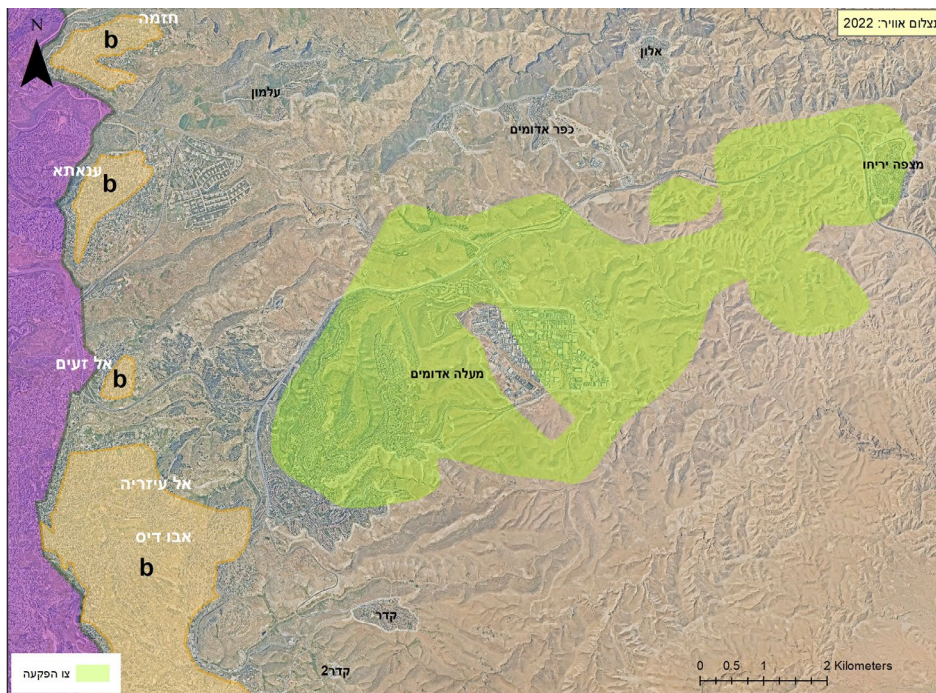 חזמה
תצלום אוויר: 2022
N
b
אלון
עלמון
כפר אדומים
מצפה יריחו
ענאתא
b
אל זעים
b
מעלה אדומים
אל עיזריה
אבו דיס
b
קדר
קדר2
צו הפקעה
0 0.5 1 2 Kilometers